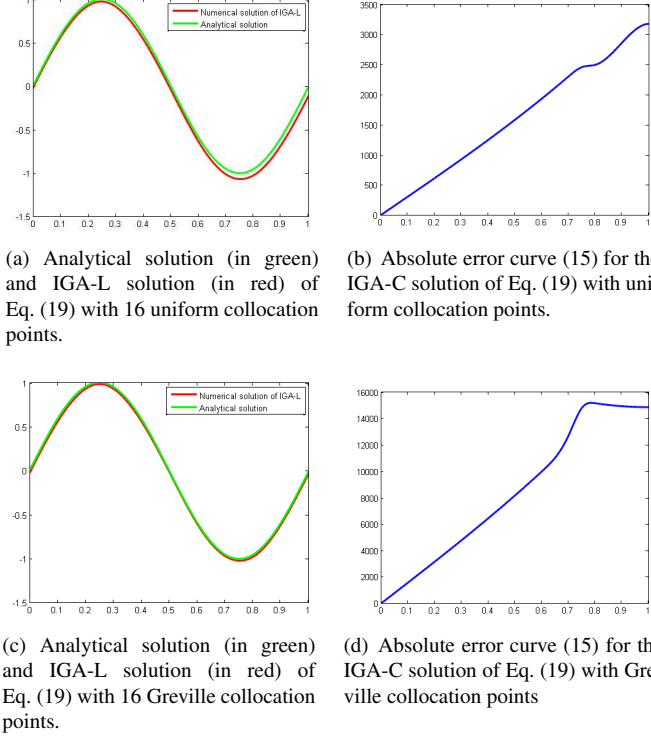 1
0.5
0
-0.5
-1
-1.5
0 0.1 0.2 0.3 0.4 0.5 0.6 0.7 0.8 0.9 1
Numerical solution of IGA-L
Analytical solution
3500
3000
2500
2000
1500
1000
500
0
0 0.1 0.2 0.3 0.4 0.5 0.6 0.7 0.8 0.9 1
(a) Analytical solution (in green)
and IGA-L solution (in red) of
Eq. (19) with 16 uniform collocation
points.
(b) Absolute error curve (15) for the
IGA-C solution of Eq. (19) with uni-
form collocation points.
1
0.5
0
-0.5
-1
-1.5
0 0.1 0.2 0.3 0.4 0.5 0.6 0.7 0.8 0.9 1
Numerical solution of IGA-L
Analytical solution
16000
14000
12000
10000
8000
6000
4000
2000
0
0 0.1 0.2 0.3 0.4 0.5 0.6 0.7 0.8 0.9 1
(c) Analytical solution (in green)
and IGA-L solution (in red) of
Eq. (19) with 16 Greville collocation
points.
(d) Absolute error curve (15) for th
IGA-C solution of Eq. (19) with Gre
ville collocation points